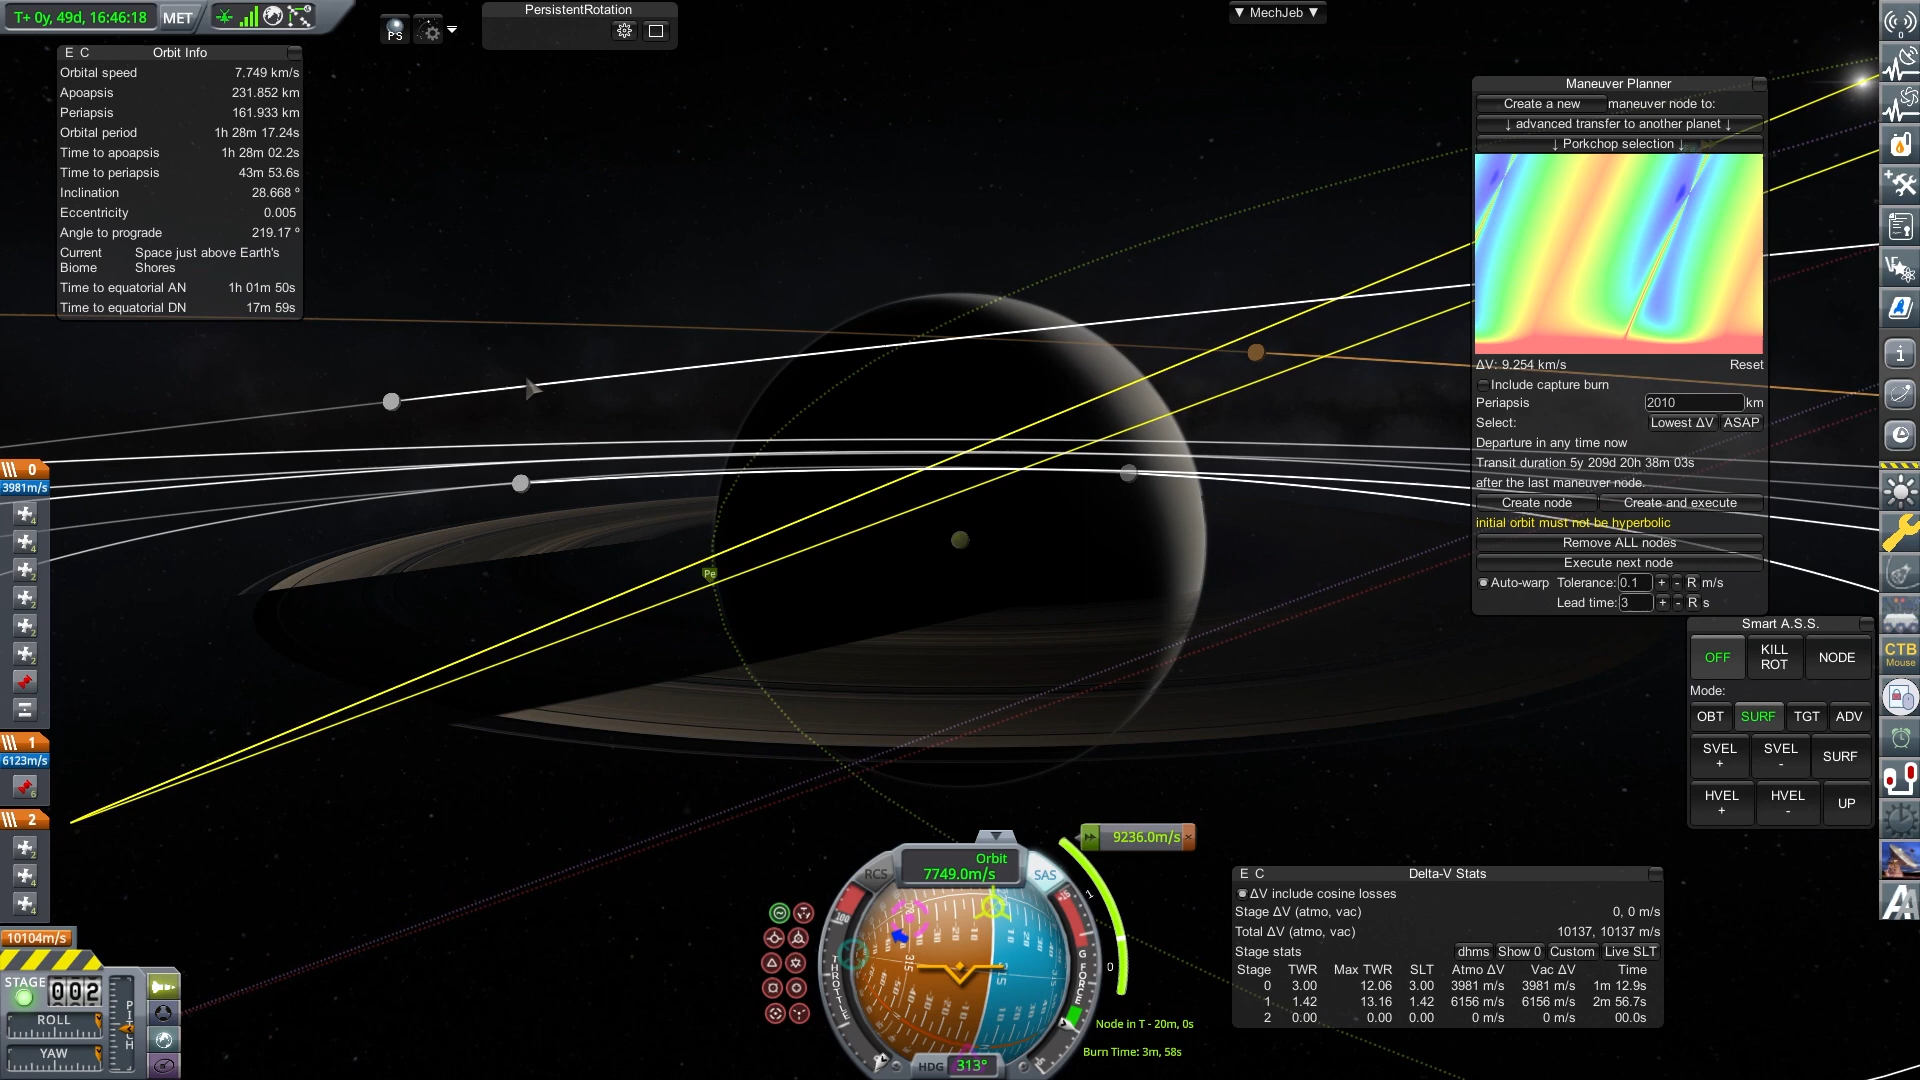 T+ 0y, 49d, 16:46:18 MET
PS
PersistentRotation
▼ MechJeb ▼
E C Orbit Info
Orbital speed 7.749 km/s
Apoapsis 231.852 km
Periapsis 161.933 km
Orbital period 1h 28m 17.24s
Time to apoapsis 1h 28m 02.2s
Time to periapsis 43m 53.6s
Inclination 28.668 º
Eccentricity 0.005
Angle to prograde 219.17 º
Current Space just above Earth's
Biome Shores
Time to equatorial AN 1h 01m 50s
Time to equatorial DN 17m 59s
Maneuver Planner
Create a new maneuver node to:
↓ advanced transfer to another planet ↓
↓ Porkchop selection ↓
ΔV: 9.254 km/s Reset
Include capture burn
Periapsis 2010 km
Select: Lowest ΔV ASAP
Departure in any time now
Transit duration 5y 209d 20h 38m 03s
after the last maneuver node.
Create node Create and execute
initial orbit must not be hyperbolic
Remove ALL nodes
Execute next node
Auto-warp Tolerance: 0.1 + - R m/s
Lead time: 3 + - R s
Smart A.S.S.
OFF KILL ROT NODE
Mode:
OBT SURF TGT ADV
SVEL + SVEL - SURF
HVEL + HVEL - UP
CTB
Mouse
Pe
0
3981m/s
4
4
2
2
2
2
1
6123m/s
6
2
2
4
4
10104m/s
STAGE 002
ROLL
YAW
PITCH
9236.0m/s
Orbit
7749.0m/s
RCS SAS
THROTTLE
G FORCE
HDG 313°
Node in T - 20m, 0s
Burn Time: 3m, 58s
E C Delta-V Stats
ΔV include cosine losses
Stage ΔV (atmo, vac) 0, 0 m/s
Total ΔV (atmo, vac) 10137, 10137 m/s
Stage stats dhms Show 0 Custom Live SLT
Stage TWR Max TWR SLT Atmo ΔV Vac ΔV Time
0 3.00 12.06 3.00 3981 m/s 3981 m/s 1m 12.9s
1 1.42 13.16 1.42 6156 m/s 6156 m/s 2m 56.7s
2 0.00 0.00 0.00 0 m/s 0 m/s 00.0s